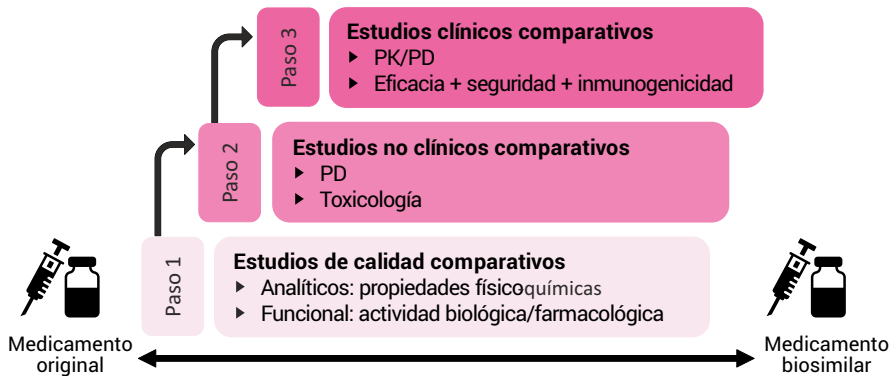 Paso 3
Estudios clínicos comparativos
PK/PD
Eficacia + seguridad + inmunogenicidad
Paso 2
Estudios no clínicos comparativos
PD
Toxicología
Paso 1
Estudios de calidad comparativos
Analíticos: propiedades físicoquímicas
Funcional: actividad biológica/farmacológica
Medicamento
original
Medicamento
biosimilar